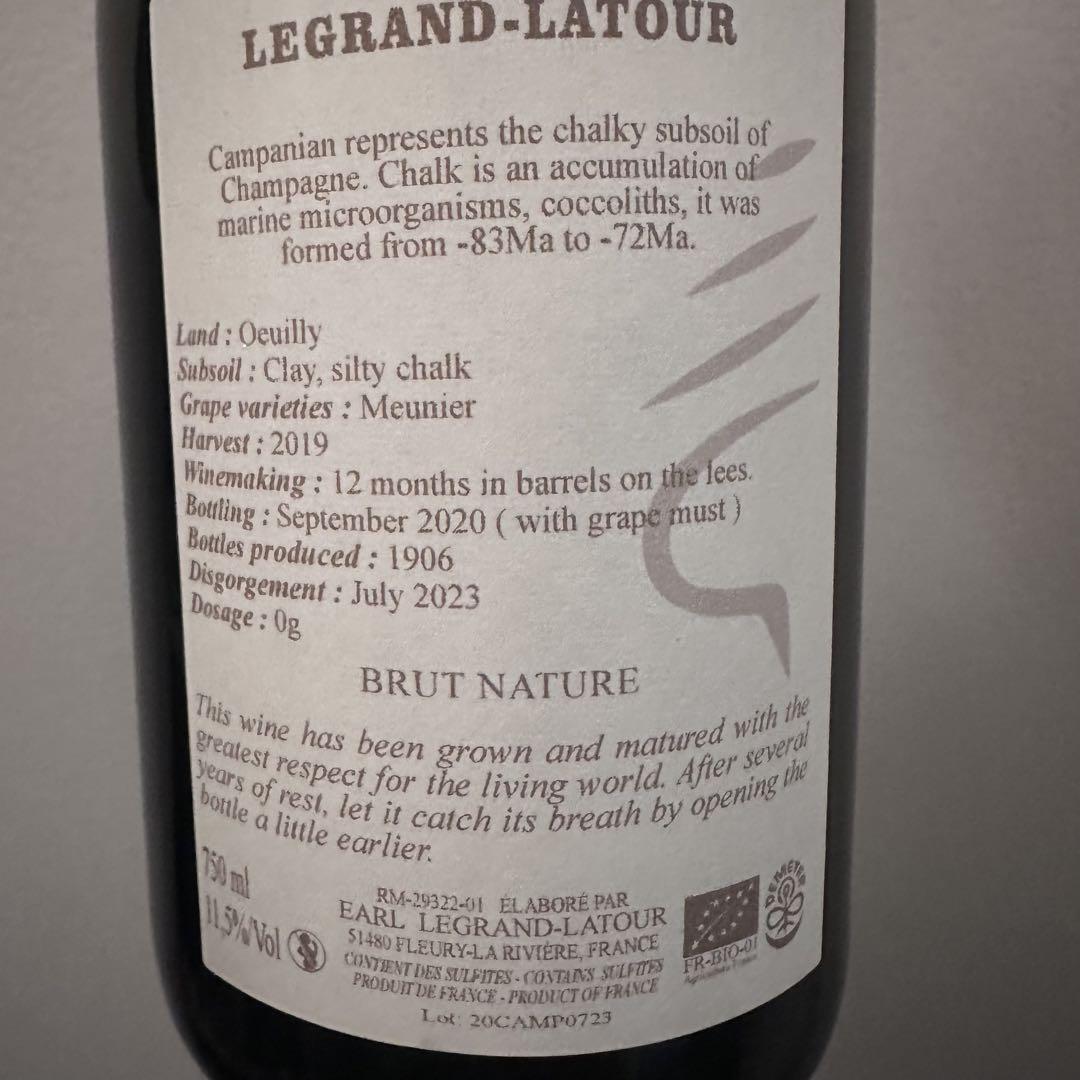 LEGRAND-LATOUR
Campanian represents the chalky subsoil of
Champagne. Chalk is an accumulation of
marine microorganisms, coccoliths, it was
formed from -83Ma to -72Ma.
Land : Oeuilly
Subsoil : Clay, silty chalk
Grape varieties : Meunier
Harvest : 2019
Winemaking : 12 months in barrels on the lees.
Bottling : September 2020 ( with grape must )
Bottles produced : 1906
Disgorgement : July 2023
Dosage : 0g
BRUT NATURE
This wine has been grown and matured with the
greatest respect for the living world. After several
years of rest, let it catch its breath by opening the
bottle a little earlier.
750 ml
11,5%/Vol
RM-29322-01 ÉLABORÉ PAR
EARL LEGRAND-LATOUR
51480 FLEURY-LA RIVIÈRE, FRANCE
CONTIENT DES SULFITES - CONTAINS SULFITES
PRODUIT DE FRANCE - PRODUCT OF FRANCE
Lot: 20CAMP0723
FR-BIO-01
Agriculture France
DEMETER